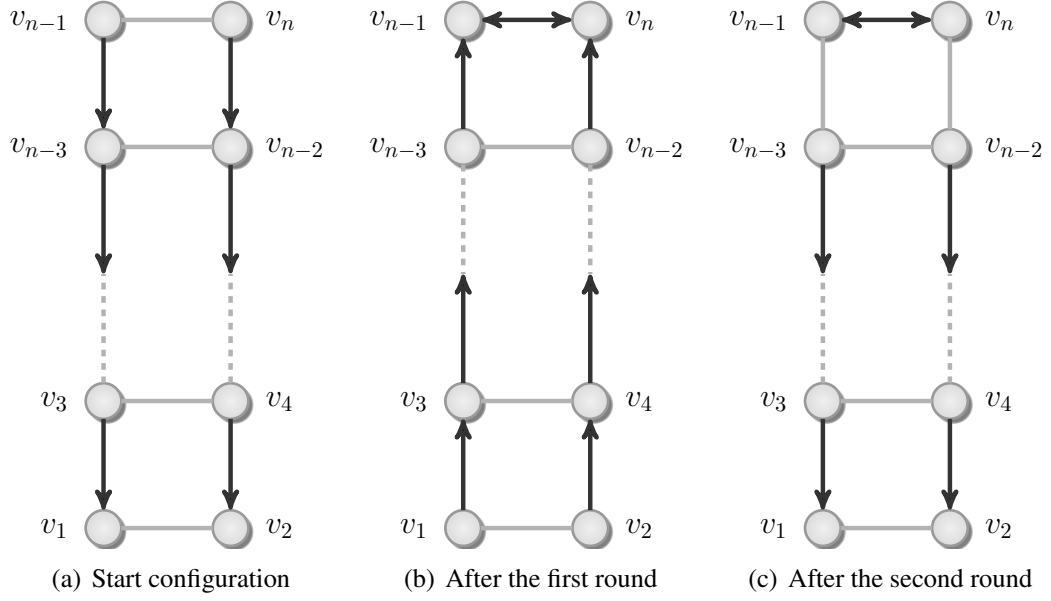 v_{n−1} v_n v_{n−1} v_n v_{n−1} v_n
v_{n−3} v_{n−2} v_{n−3} v_{n−2} v_{n−3} v_{n−2}
v_3 v_4 v_3 v_4 v_3 v_4
v_1 v_2 v_1 v_2 v_1 v_2
(a) Start configuration (b) After the first round (c) After the second round